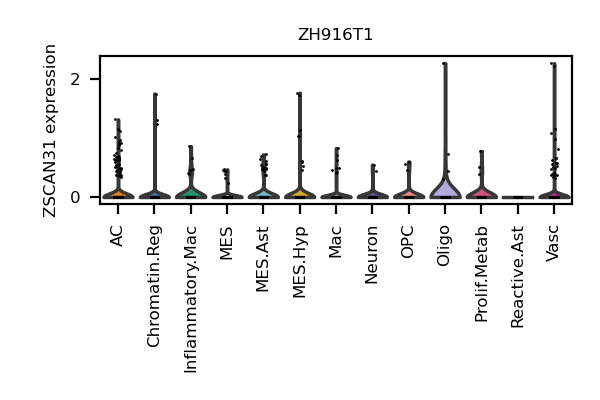 ZH916T1
ZSCAN31 expression
2
0
AC
Chromatin.Reg
Inflammatory.Mac
MES
MES.Ast
MES.Hyp
Mac
Neuron
OPC
Oligo
Prolif.Metab
Reactive.Ast
Vasc